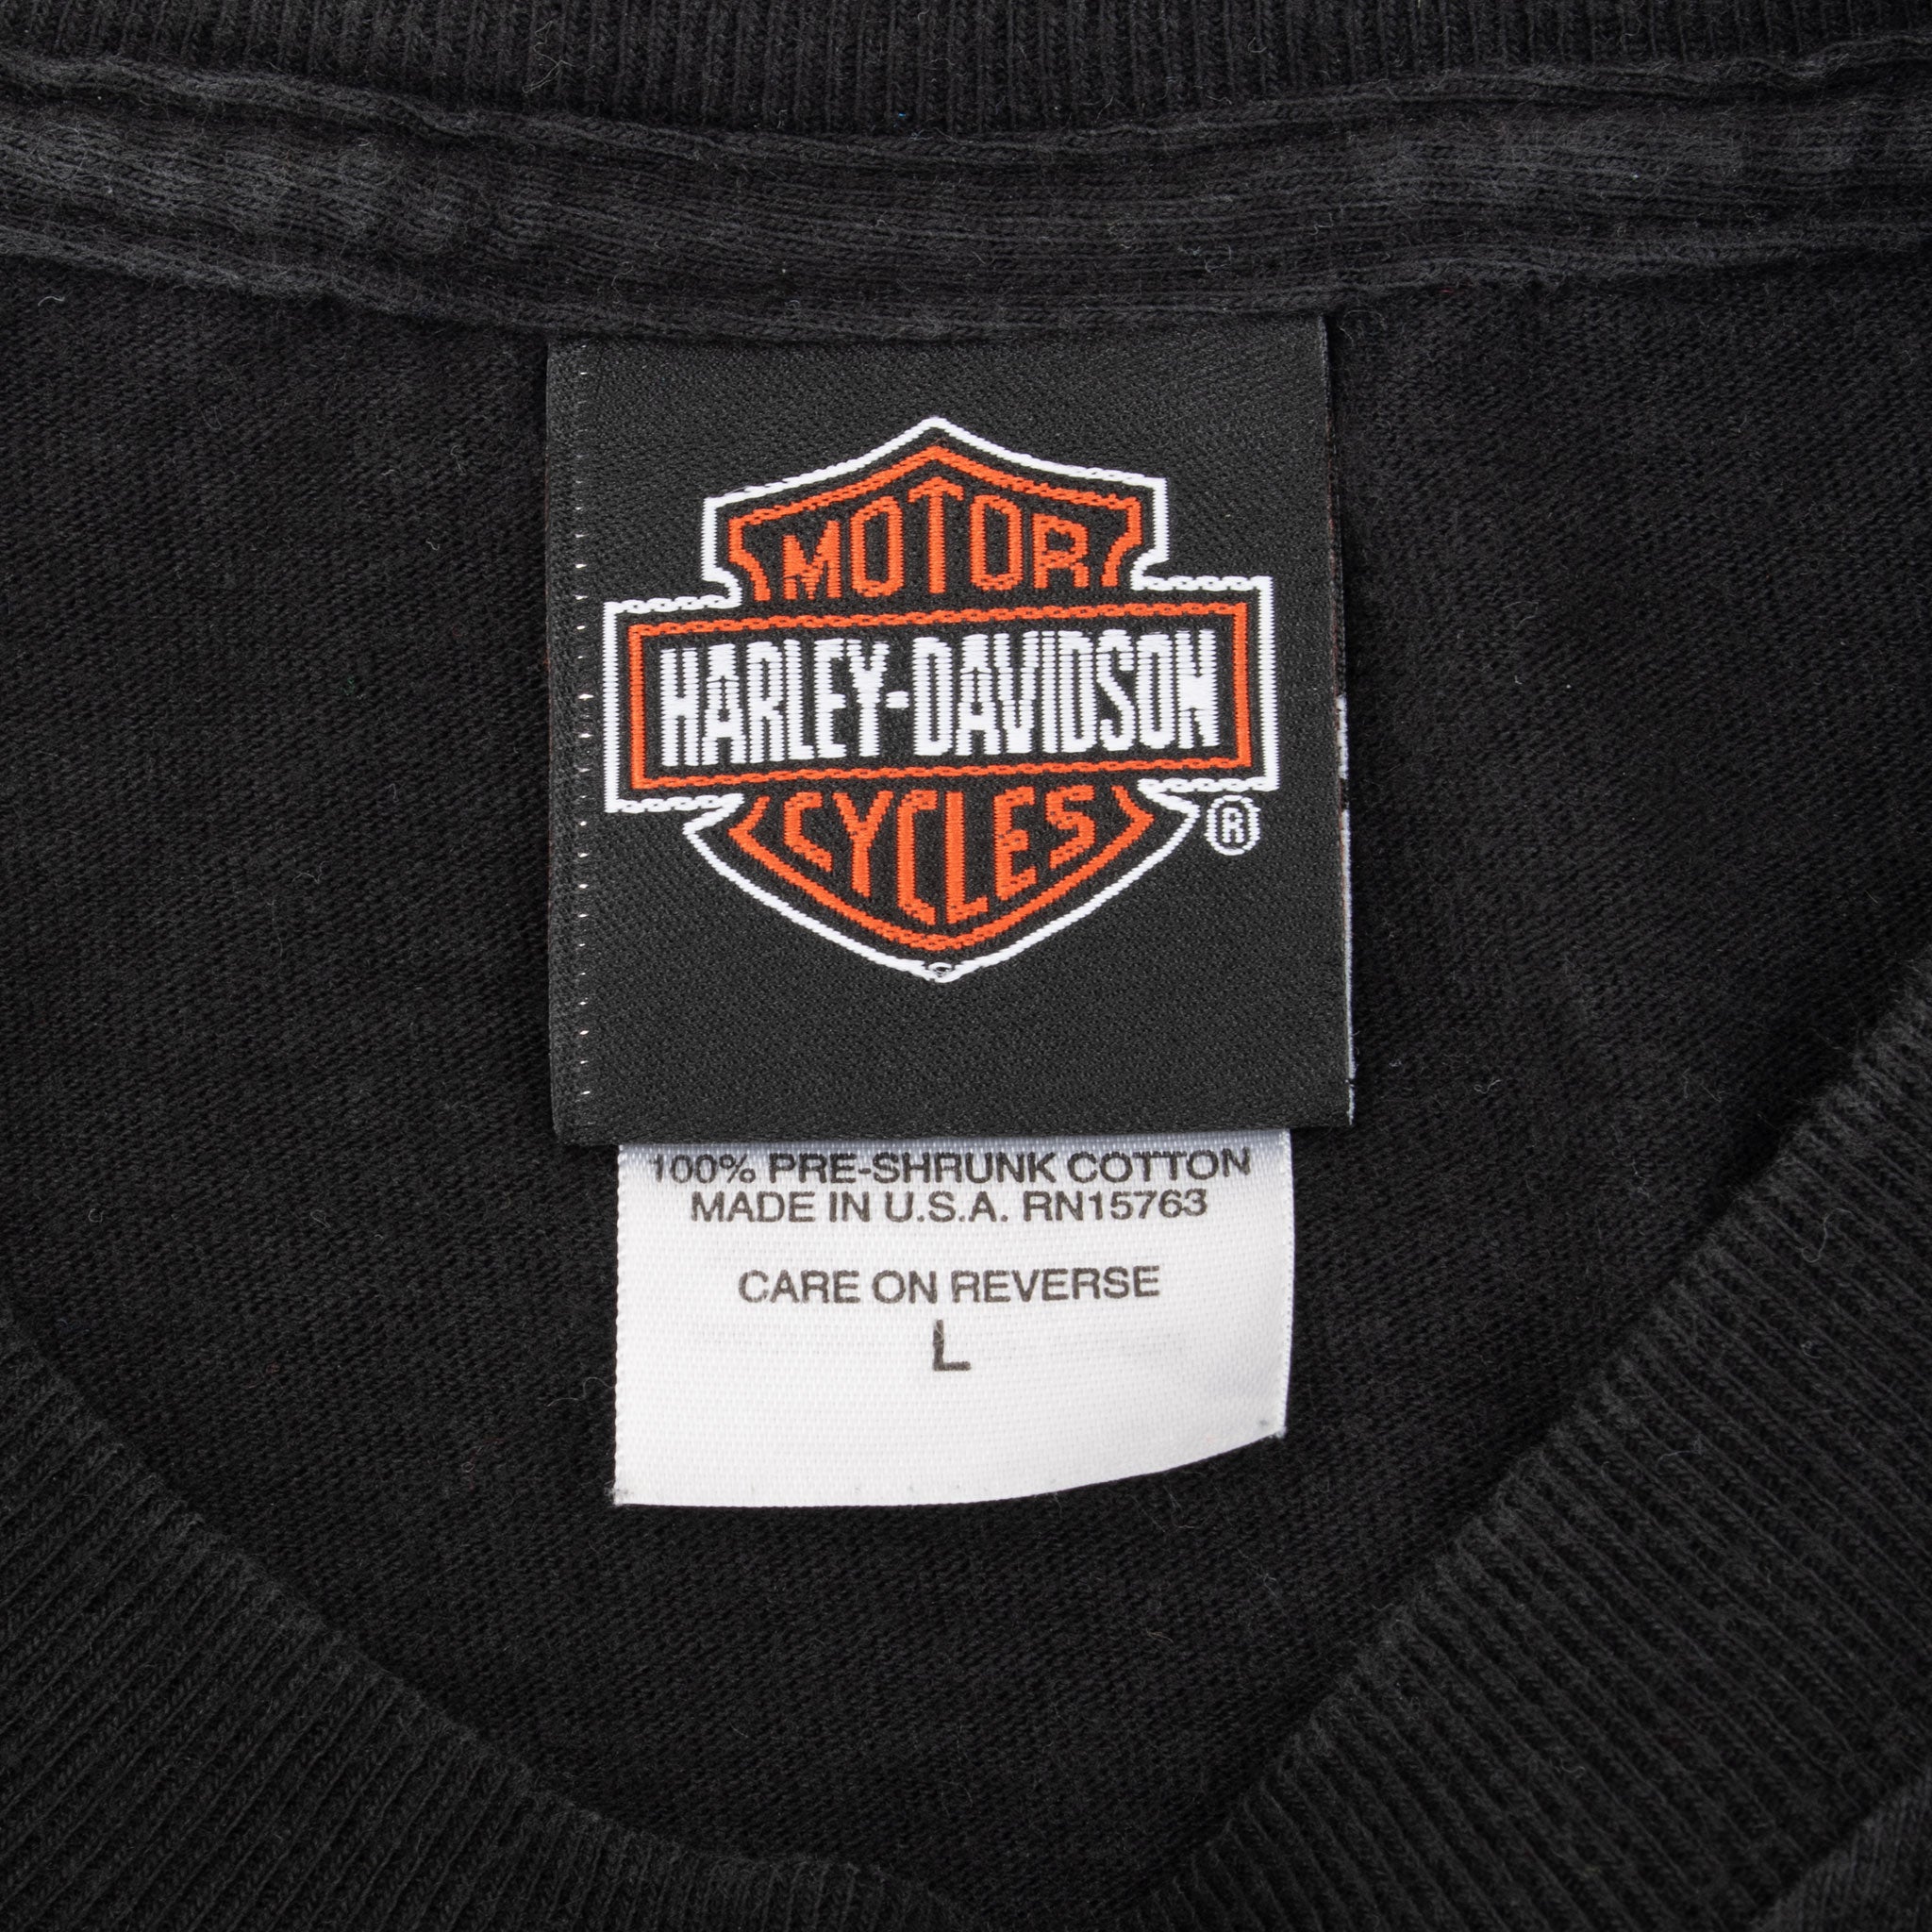 MOTOR
HARLEY-DAVIDSON
CYCLES
®
100% PRE-SHRUNK COTTON
MADE IN U.S.A. RN15763
CARE ON REVERSE
L